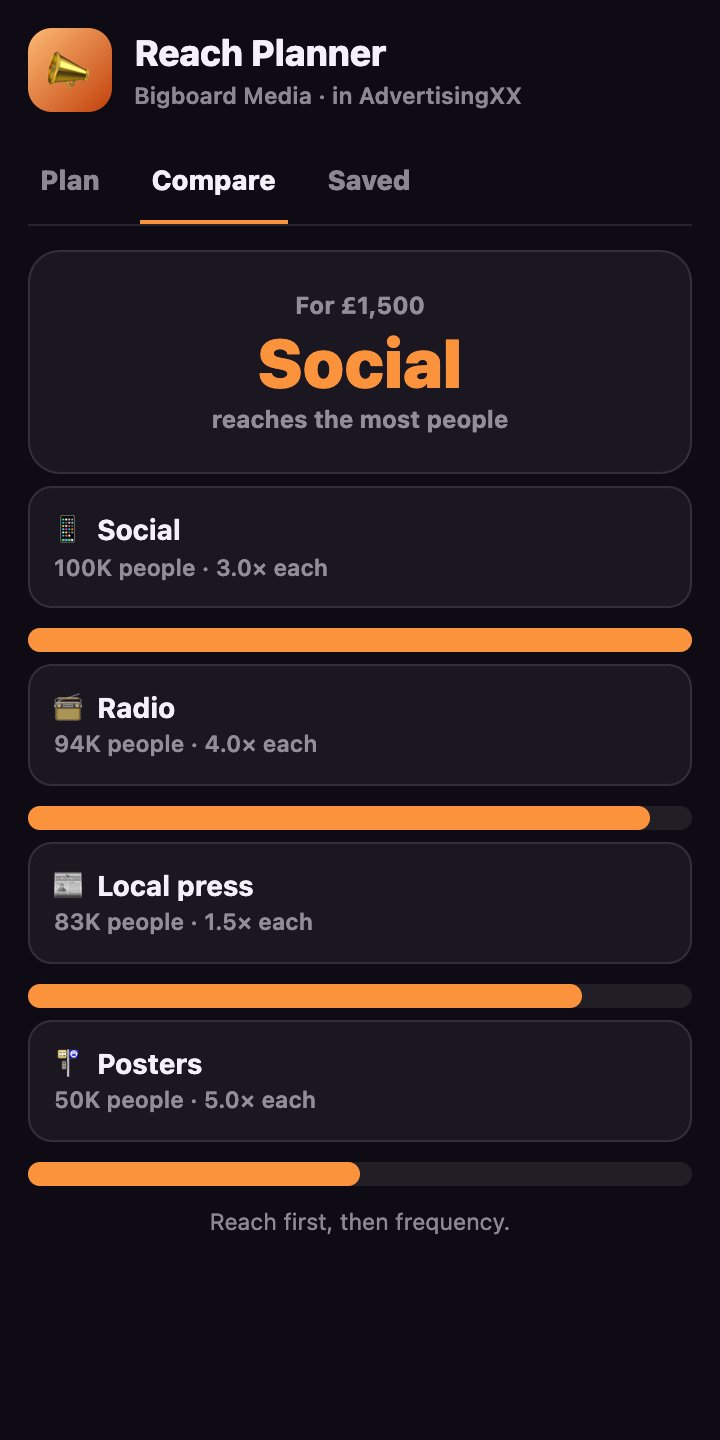 Reach Planner
Bigboard Media · in AdvertisingXX
Plan Compare Saved
For £1,500
Social
reaches the most people
Social
100K people · 3.0× each
Radio
94K people · 4.0× each
Local press
83K people · 1.5× each
Posters
50K people · 5.0× each
Reach first, then frequency.